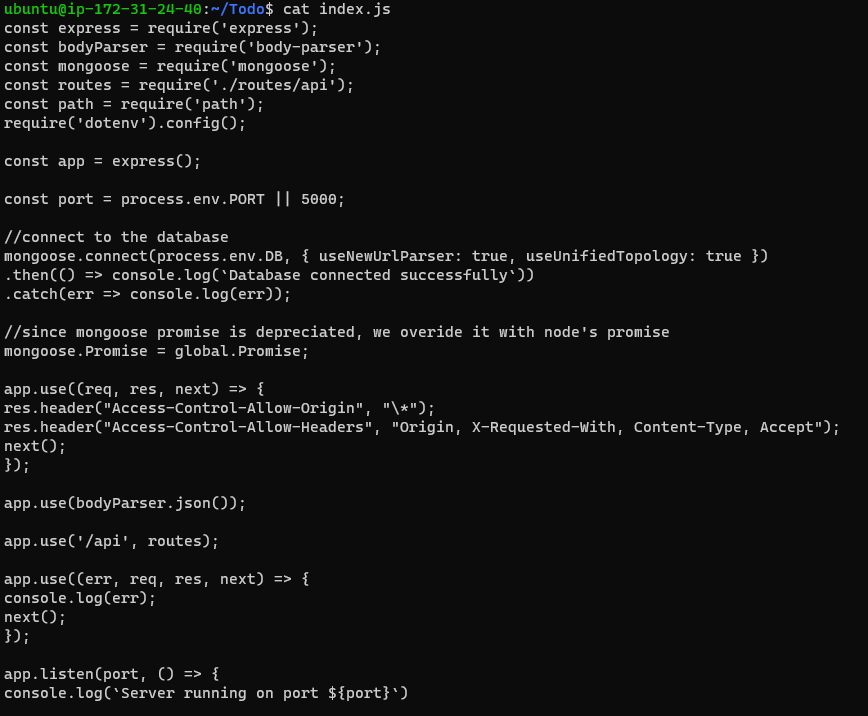 ubuntu@ip-172-31-24-40:~/Todo$ cat index.js
const express = require('express');
const bodyParser = require('body-parser');
const mongoose = require('mongoose');
const routes = require('./routes/api');
const path = require('path');
require('dotenv').config();

const app = express();

const port = process.env.PORT || 5000;

//connect to the database
mongoose.connect(process.env.DB, { useNewUrlParser: true, useUnifiedTopology: true })
.then(() => console.log(`Database connected successfully`))
.catch(err => console.log(err));

//since mongoose promise is depreciated, we overide it with node's promise
mongoose.Promise = global.Promise;

app.use((req, res, next) => {
res.header("Access-Control-Allow-Origin", "\*");
res.header("Access-Control-Allow-Headers", "Origin, X-Requested-With, Content-Type, Accept");
next();
});

app.use(bodyParser.json());

app.use('/api', routes);

app.use((err, req, res, next) => {
console.log(err);
next();
});

app.listen(port, () => {
console.log(`Server running on port ${port}`)